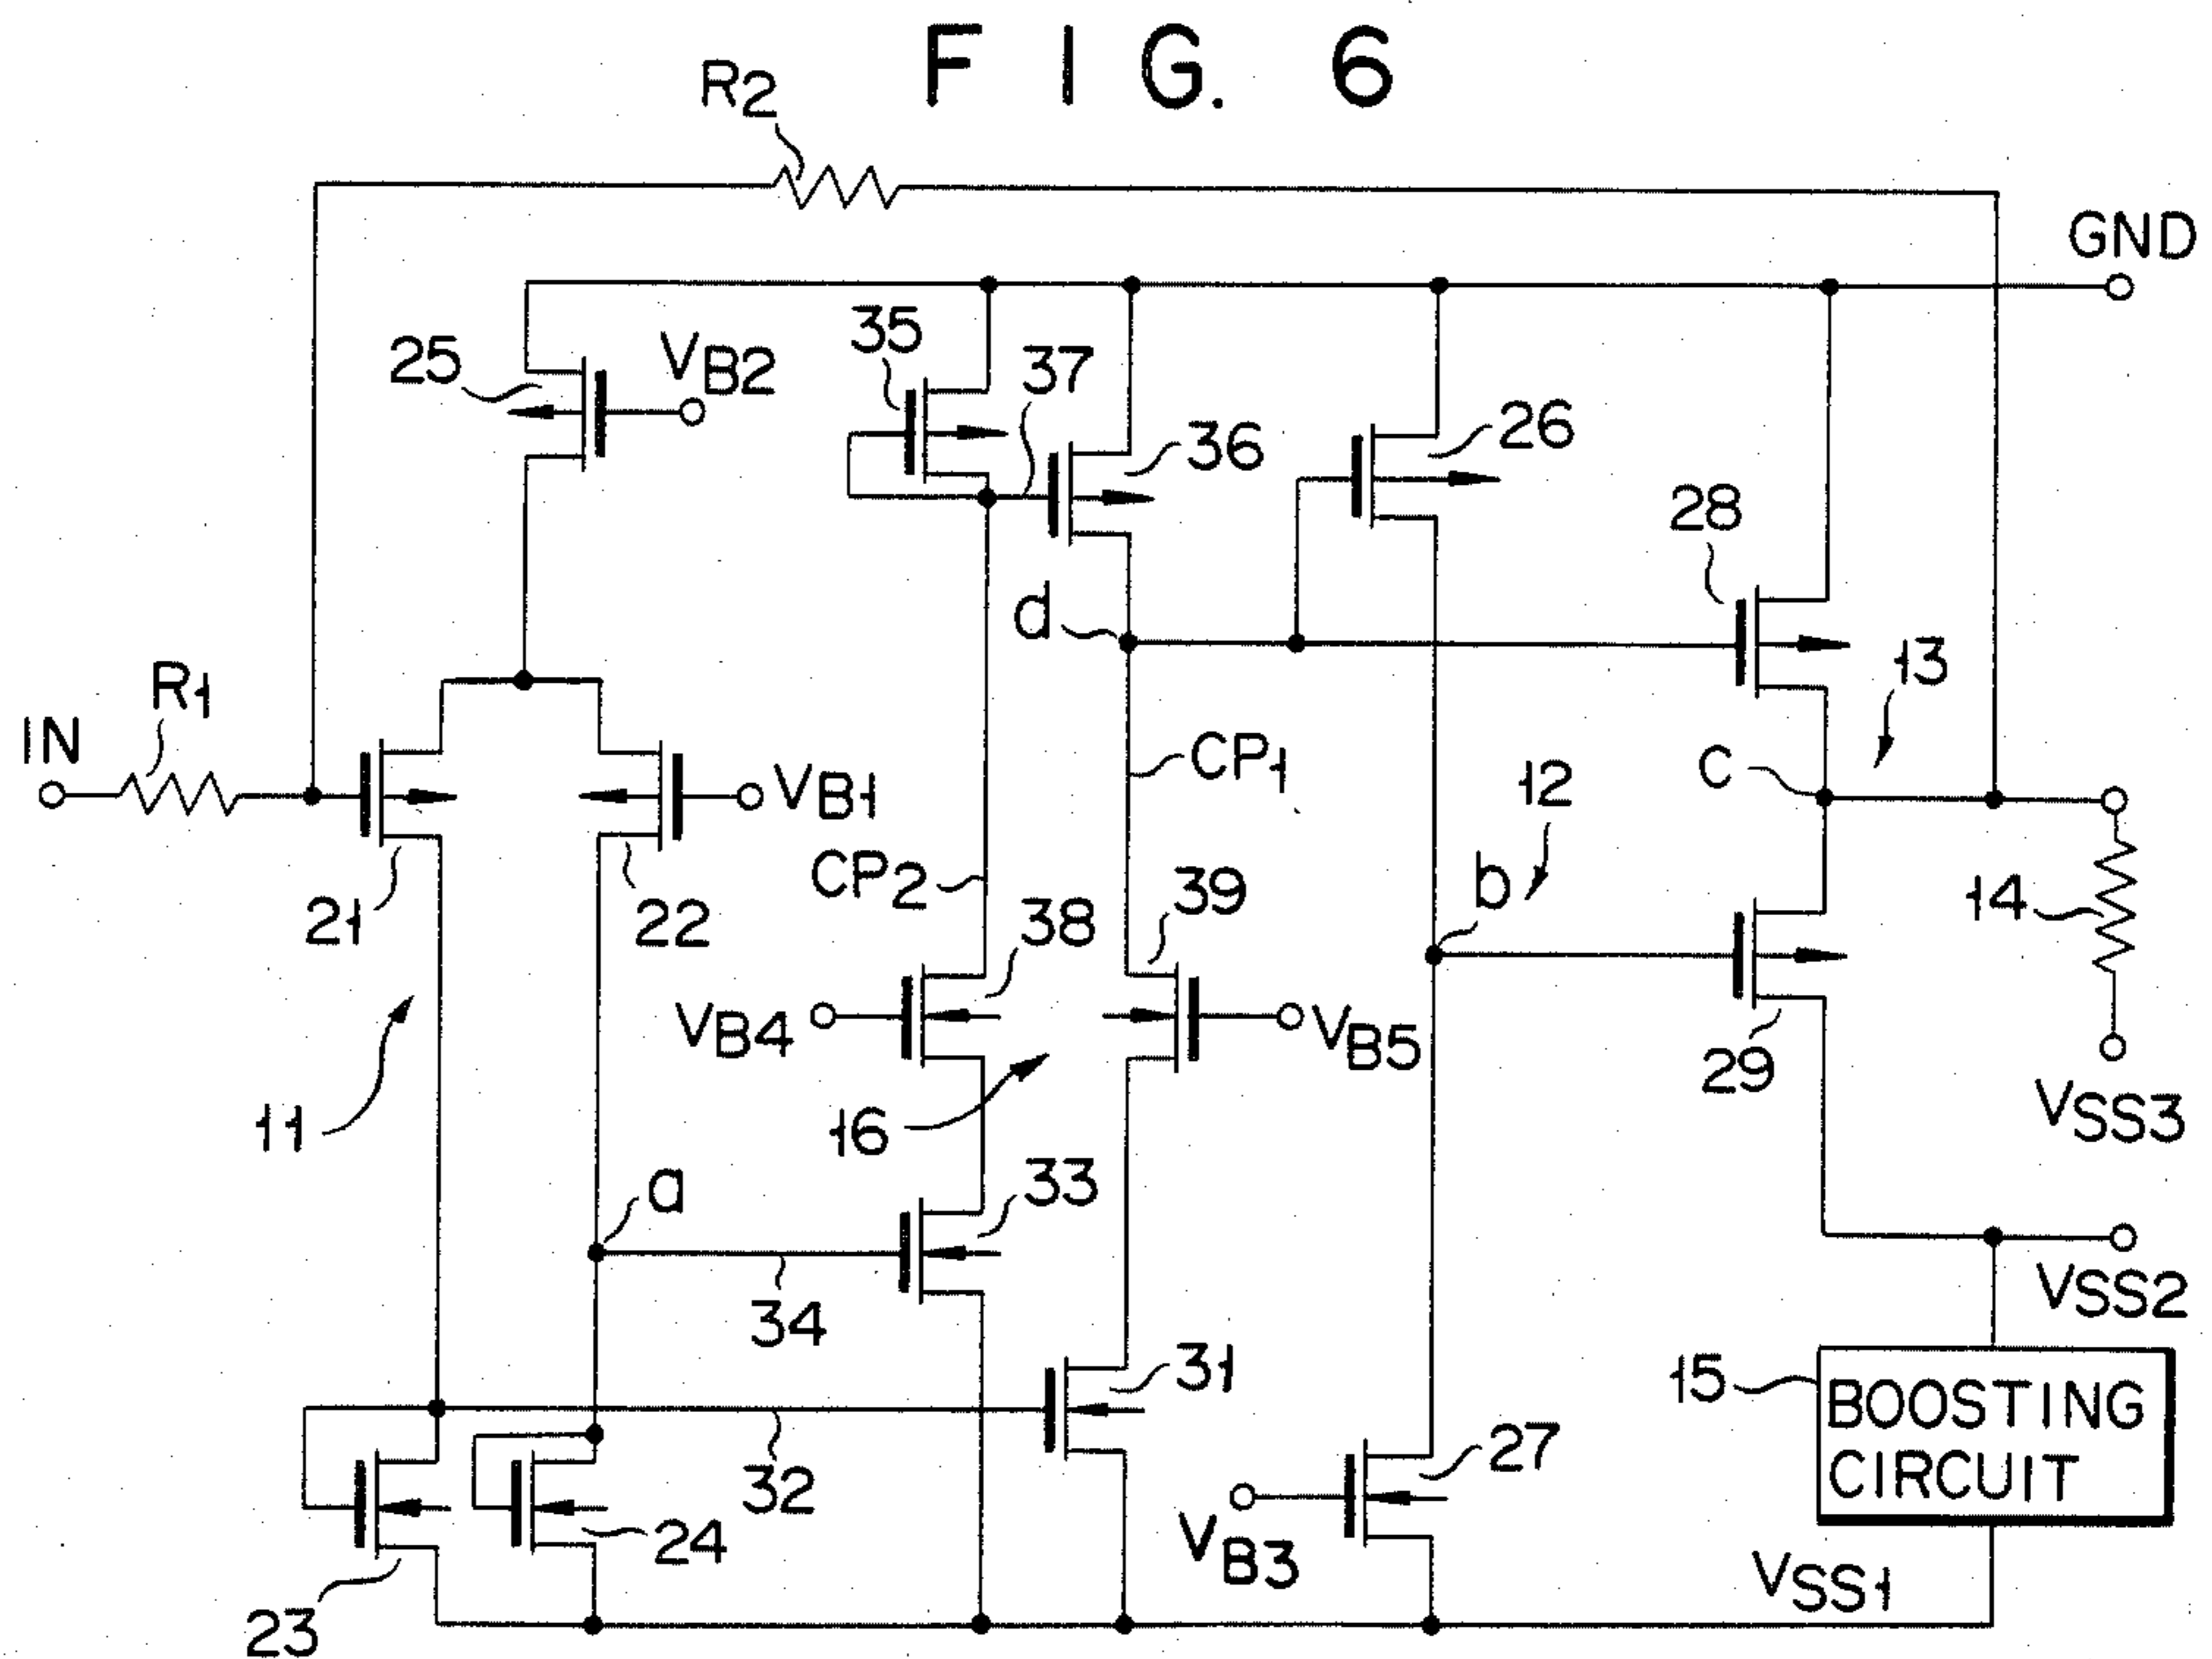 FIG. 6
R2
GND
25
VB2
35
37
36
26
28
d
13
R1
IN
VB1
CP1
C
12
CP2
b
14
21
22
38
39
VB4
VB5
29
11
16
VSS3
a
33
34
VSS2
31
15
BOOSTING
CIRCUIT
32
27
24
VB3
VSS1
23